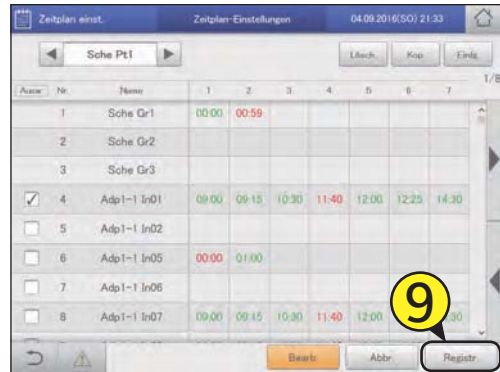 Zeitplan einst. Zeitplan-Einstellungen 04.09.2016(SO) 21:33
Sche Pt1 Lösch. Kop Einfü.
1/8
Ausw Nr. Name 1 2 3 4 5 6 7
1 Sche Gr1 00:00 00:59
2 Sche Gr2
3 Sche Gr3
4 Adp1-1 In01 09:00 09:15 10:30 11:40 12:00 12:25 14:30
5 Adp1-1 In02
6 Adp1-1 In05 00:00 01:00
7 Adp1-1 In06
8 Adp1-1 In07 09:00 09:15 10:30 11:40 12:00 30
9
Bearb Abbr. Registr.